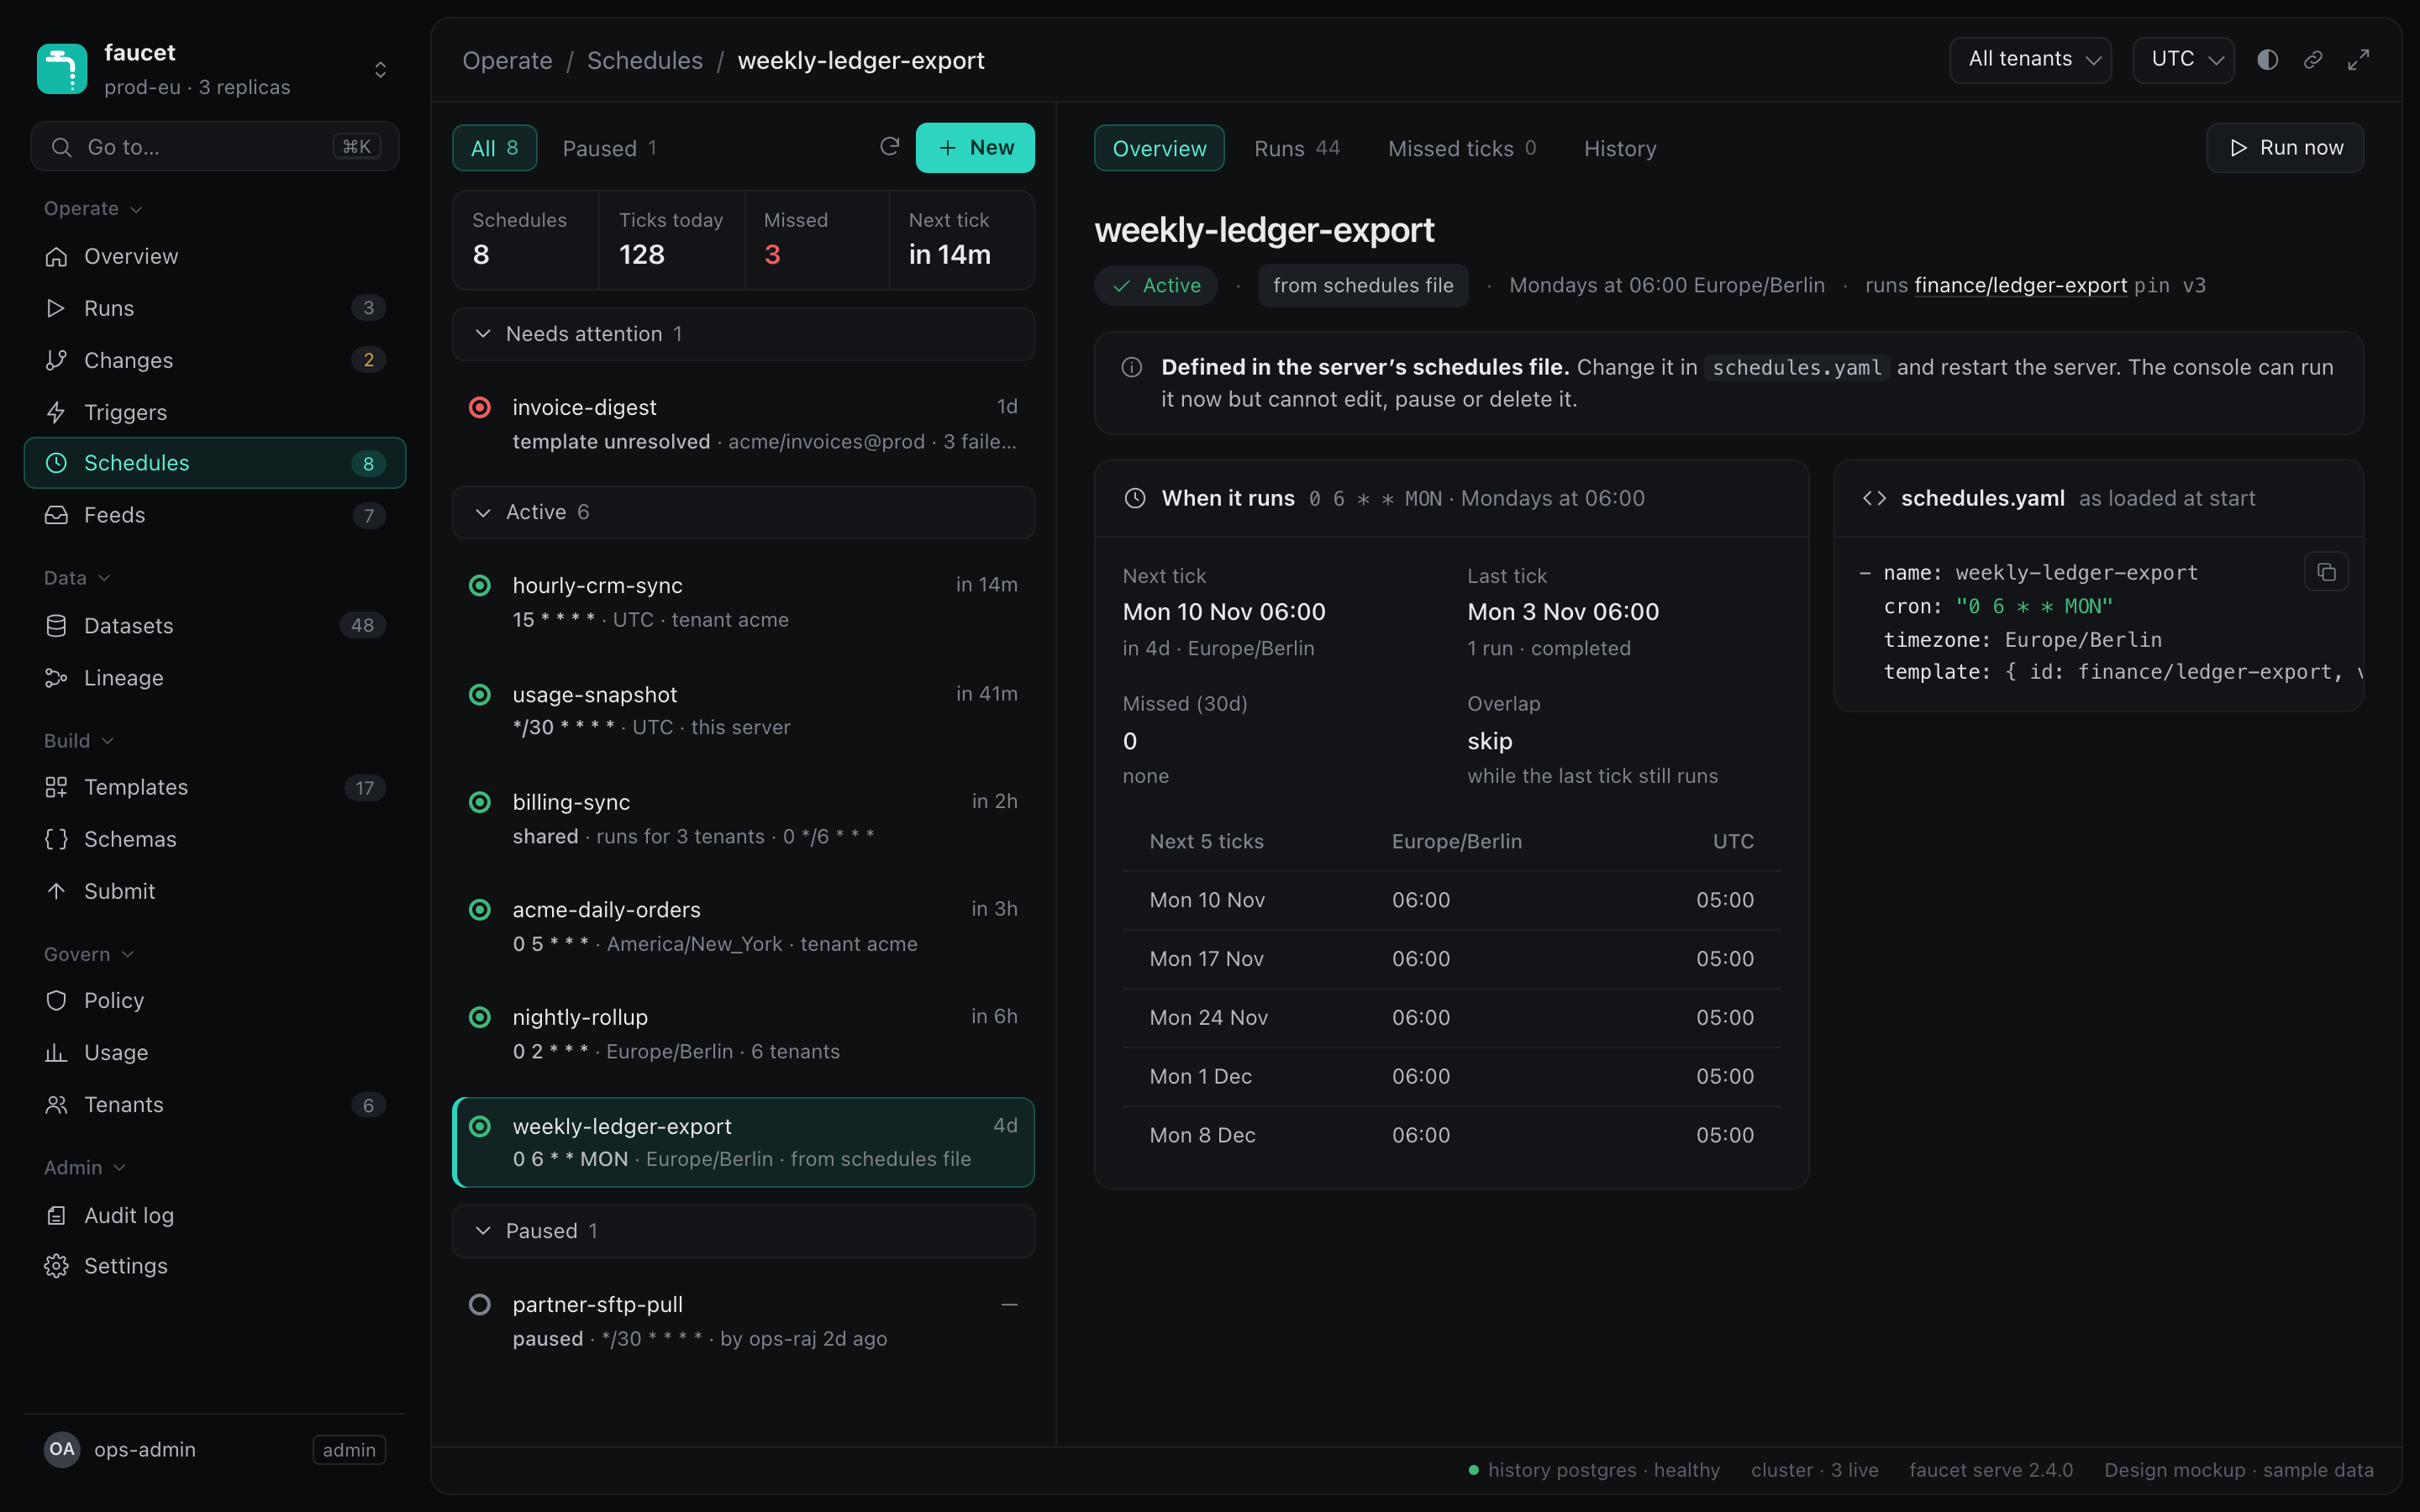 faucet
prod-eu · 3 replicas
Go to...
⌘K
Operate
Overview
Runs 3
Changes 2
Triggers
Schedules 8
Feeds 7
Data
Datasets 48
Lineage
Build
Templates 17
Schemas
Submit
Govern
Policy
Usage
Tenants 6
Admin
Audit log
Settings
OA ops-admin admin
Operate / Schedules / weekly-ledger-export
All tenants
UTC
All 8
Paused 1
+ New
Schedules
8
Ticks today
128
Missed
3
Next tick
in 14m
Needs attention 1
invoice-digest 1d
template unresolved · acme/invoices@prod · 3 faile...
Active 6
hourly-crm-sync in 14m
15 * * * * · UTC · tenant acme
usage-snapshot in 41m
*/30 * * * * · UTC · this server
billing-sync in 2h
shared · runs for 3 tenants · 0 */6 * * *
acme-daily-orders in 3h
0 5 * * * · America/New_York · tenant acme
nightly-rollup in 6h
0 2 * * * · Europe/Berlin · 6 tenants
weekly-ledger-export 4d
0 6 * * MON · Europe/Berlin · from schedules file
Paused 1
partner-sftp-pull —
paused · */30 * * * * · by ops-raj 2d ago
Overview
Runs 44
Missed ticks 0
History
Run now
weekly-ledger-export
Active · from schedules file · Mondays at 06:00 Europe/Berlin · runs finance/ledger-export pin v3
Defined in the server’s schedules file. Change it in schedules.yaml and restart the server. The console can run
it now but cannot edit, pause or delete it.
When it runs 0 6 * * MON · Mondays at 06:00
Next tick
Mon 10 Nov 06:00
in 4d · Europe/Berlin
Last tick
Mon 3 Nov 06:00
1 run · completed
Missed (30d)
0
none
Overlap
skip
while the last tick still runs
Next 5 ticks Europe/Berlin UTC
Mon 10 Nov 06:00 05:00
Mon 17 Nov 06:00 05:00
Mon 24 Nov 06:00 05:00
Mon 1 Dec 06:00 05:00
Mon 8 Dec 06:00 05:00
schedules.yaml as loaded at start
- name: weekly-ledger-export
cron: "0 6 * * MON"
timezone: Europe/Berlin
template: { id: finance/ledger-export,
history postgres · healthy
cluster · 3 live
faucet serve 2.4.0
Design mockup · sample data